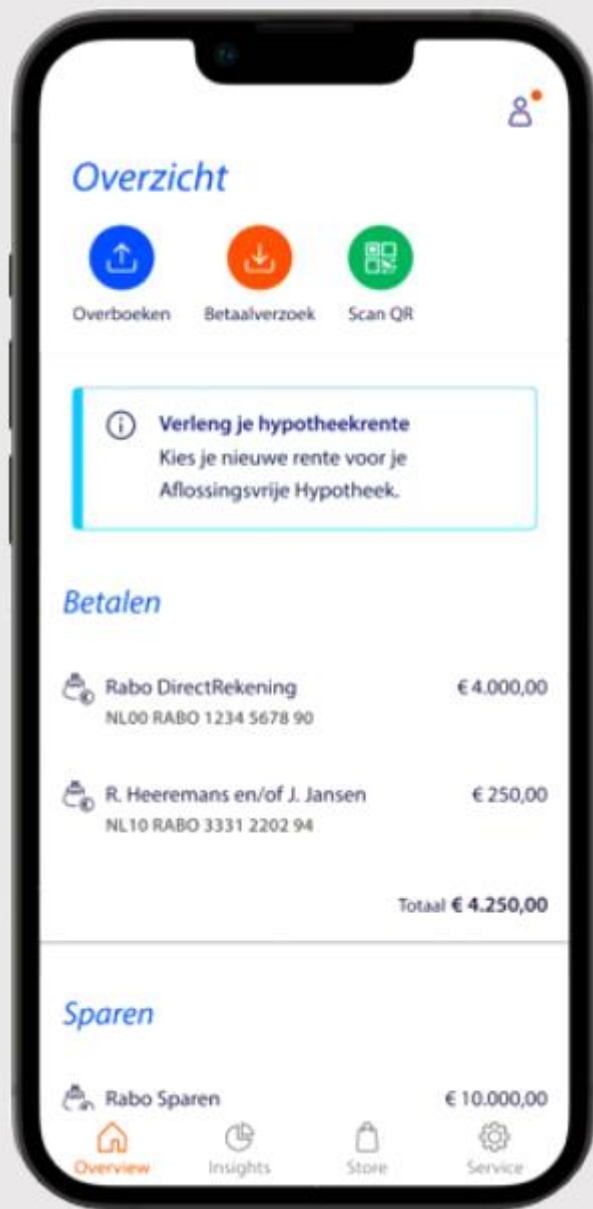 Overzicht
Overboeken Betaalverzoek Scan QR
Verleng je hypotheekrente
Kies je nieuwe rente voor je
Aflossingsvrije Hypotheek.
Betalen
Rabo DirectRekening € 4.000,00
NL00 RABO 1234 5678 90
R. Heeremans en/of J. Jansen € 250,00
NL10 RABO 3331 2202 94
Totaal € 4.250,00
Sparen
Rabo Sparen € 10.000,00
Overview Insights Store Service